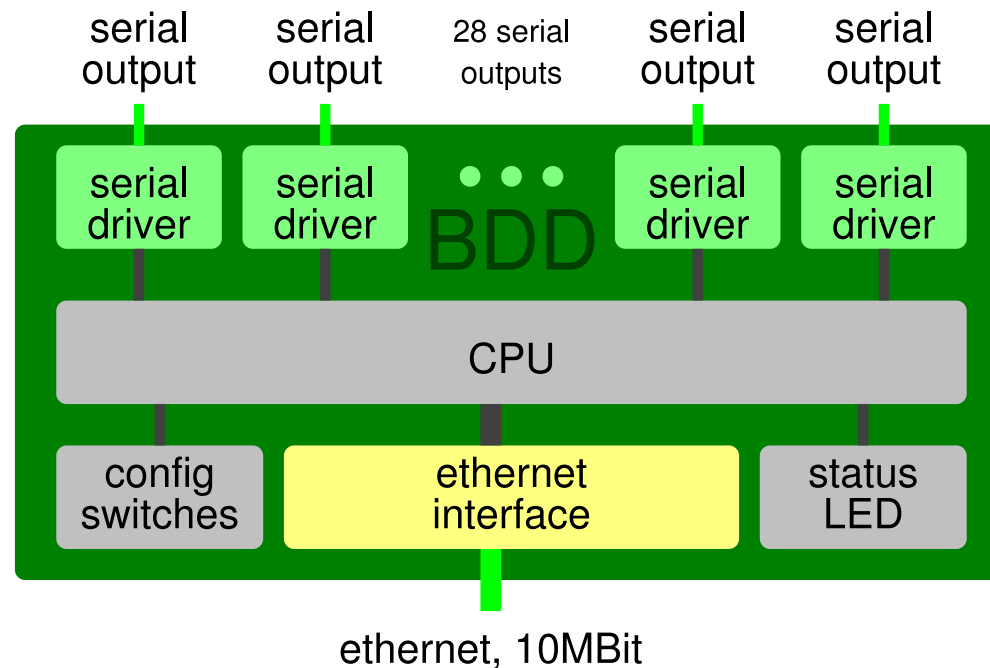 serial
output
serial
output
28 serial
outputs
serial
output
serial
output
serial
driver
serial
driver
BDD
serial
driver
serial
driver
CPU
config
switches
ethernet
interface
status
LED
ethernet, 10MBit